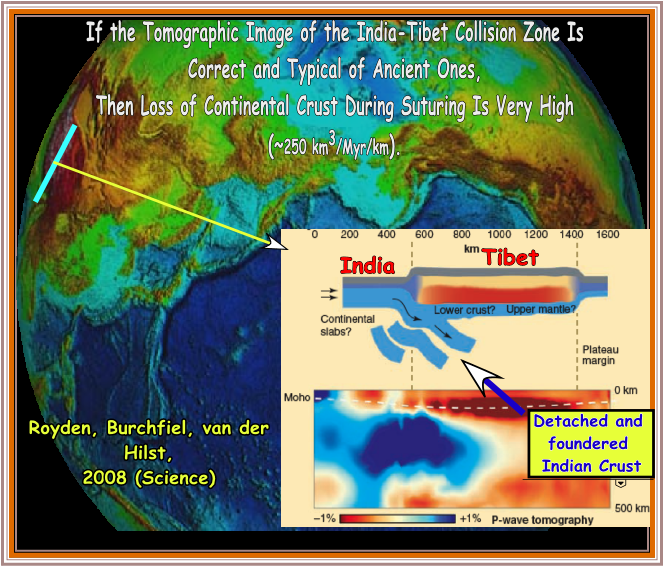 If the Tomographic Image of the India-Tibet Collision Zone Is
Correct and Typical of Ancient Ones,
Then Loss of Continental Crust During Suturing Is Very High
(~250 km³/Myr/km).
0 200 400 600 800 1000 1200 1400 1600
km
India
Tibet
Lower crust? Upper mantle?
Continental
slabs?
Plateau
margin
Moho
0 km
Detached and
foundered
Indian Crust
500 km
−1% +1% P-wave tomography
Royden, Burchfiel, van der
Hilst,
2008 (Science)